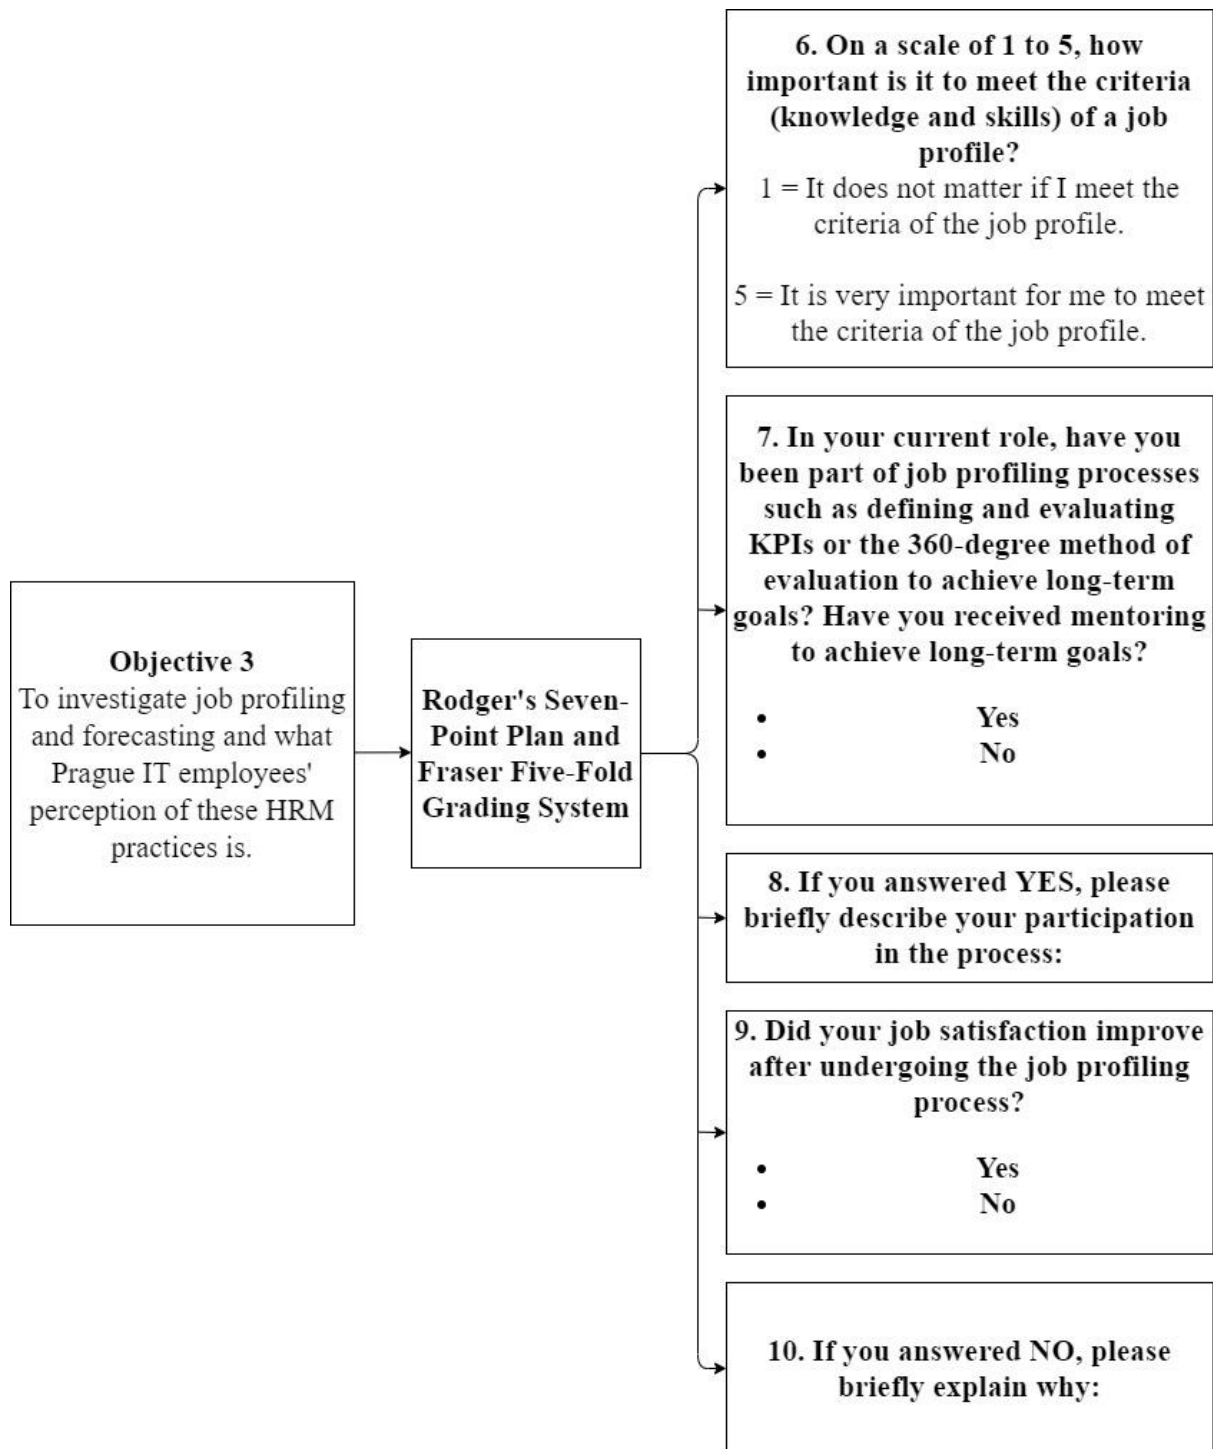 Objective 3
To investigate job profiling
and forecasting and what
Prague IT employees'
perception of these HRM
practices is.
Rodger's Seven-
Point Plan and
Fraser Five-Fold
Grading System
6. On a scale of 1 to 5, how
important is it to meet the criteria
(knowledge and skills) of a job
profile?
1 = It does not matter if I meet the
criteria of the job profile.
5 = It is very important for me to meet
the criteria of the job profile.
7. In your current role, have you
been part of job profiling processes
such as defining and evaluating
KPIs or the 360-degree method of
evaluation to achieve long-term
goals? Have you received mentoring
to achieve long-term goals?
• Yes
• No
8. If you answered YES, please
briefly describe your participation
in the process:
9. Did your job satisfaction improve
after undergoing the job profiling
process?
• Yes
• No
10. If you answered NO, please
briefly explain why: